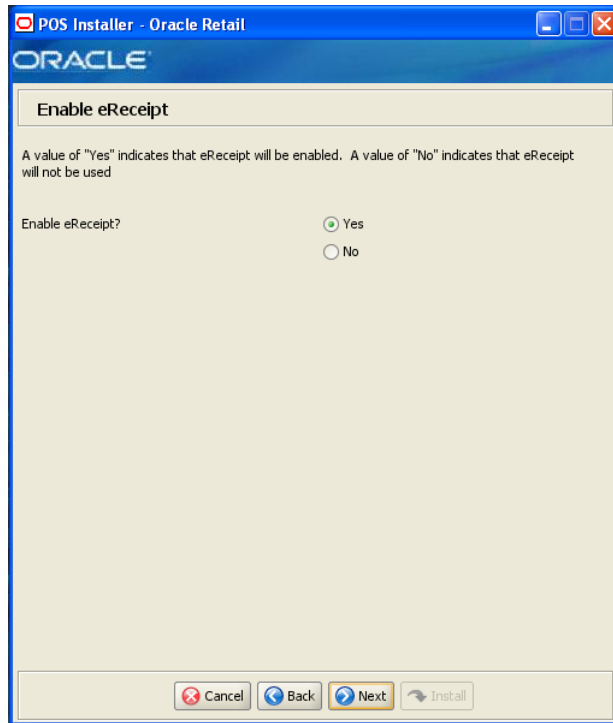 POS Installer - Oracle Retail
ORACLE
Enable eReceipt
A value of "Yes" indicates that eReceipt will be enabled.  A value of "No" indicates that eReceipt
will not be used
Enable eReceipt?
Yes
No
Cancel
Back
Next
Install